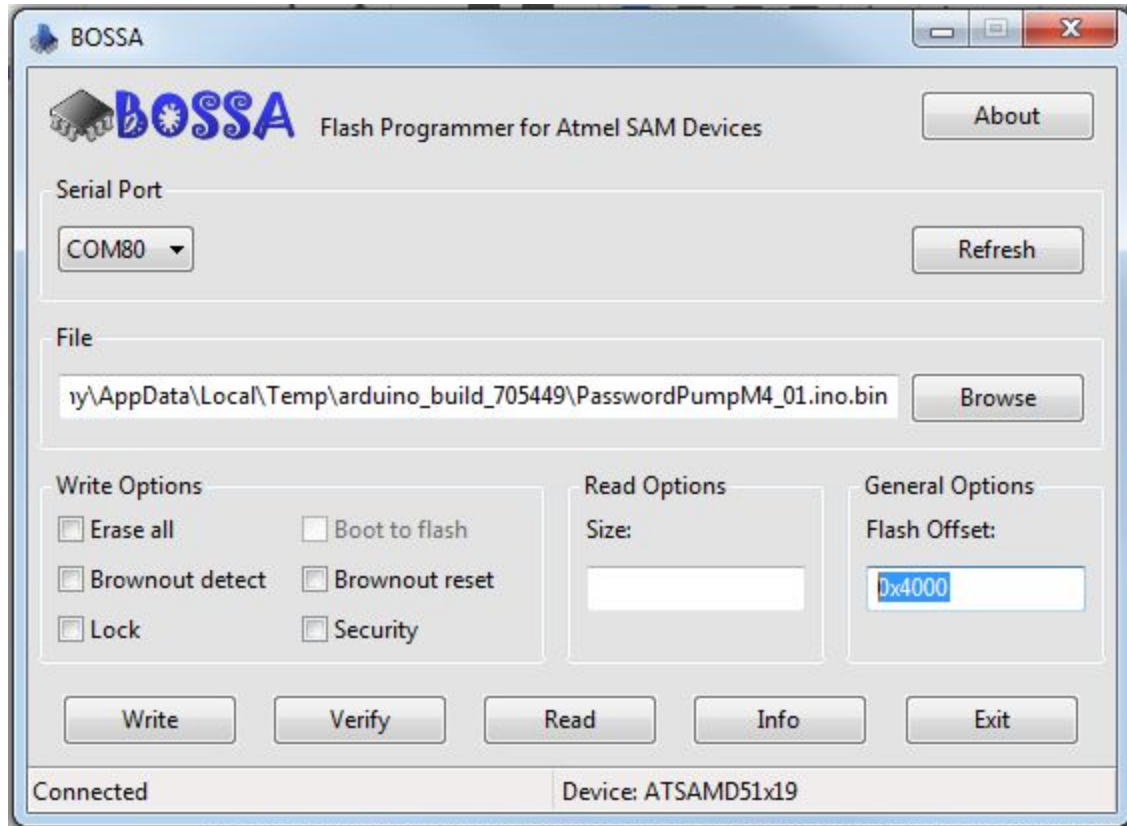 BOSSA
BOSSA Flash Programmer for Atmel SAM Devices About
Serial Port
COM80 Refresh
File
ny\AppData\Local\Temp\arduino_build_705449\PasswordPumpM4_01.ino.bin Browse
Write Options Read Options General Options
Erase all Boot to flash Size: Flash Offset:
Brownout detect Brownout reset 0x4000
Lock Security
Write Verify Read Info Exit
Connected Device: ATSAMD51x19